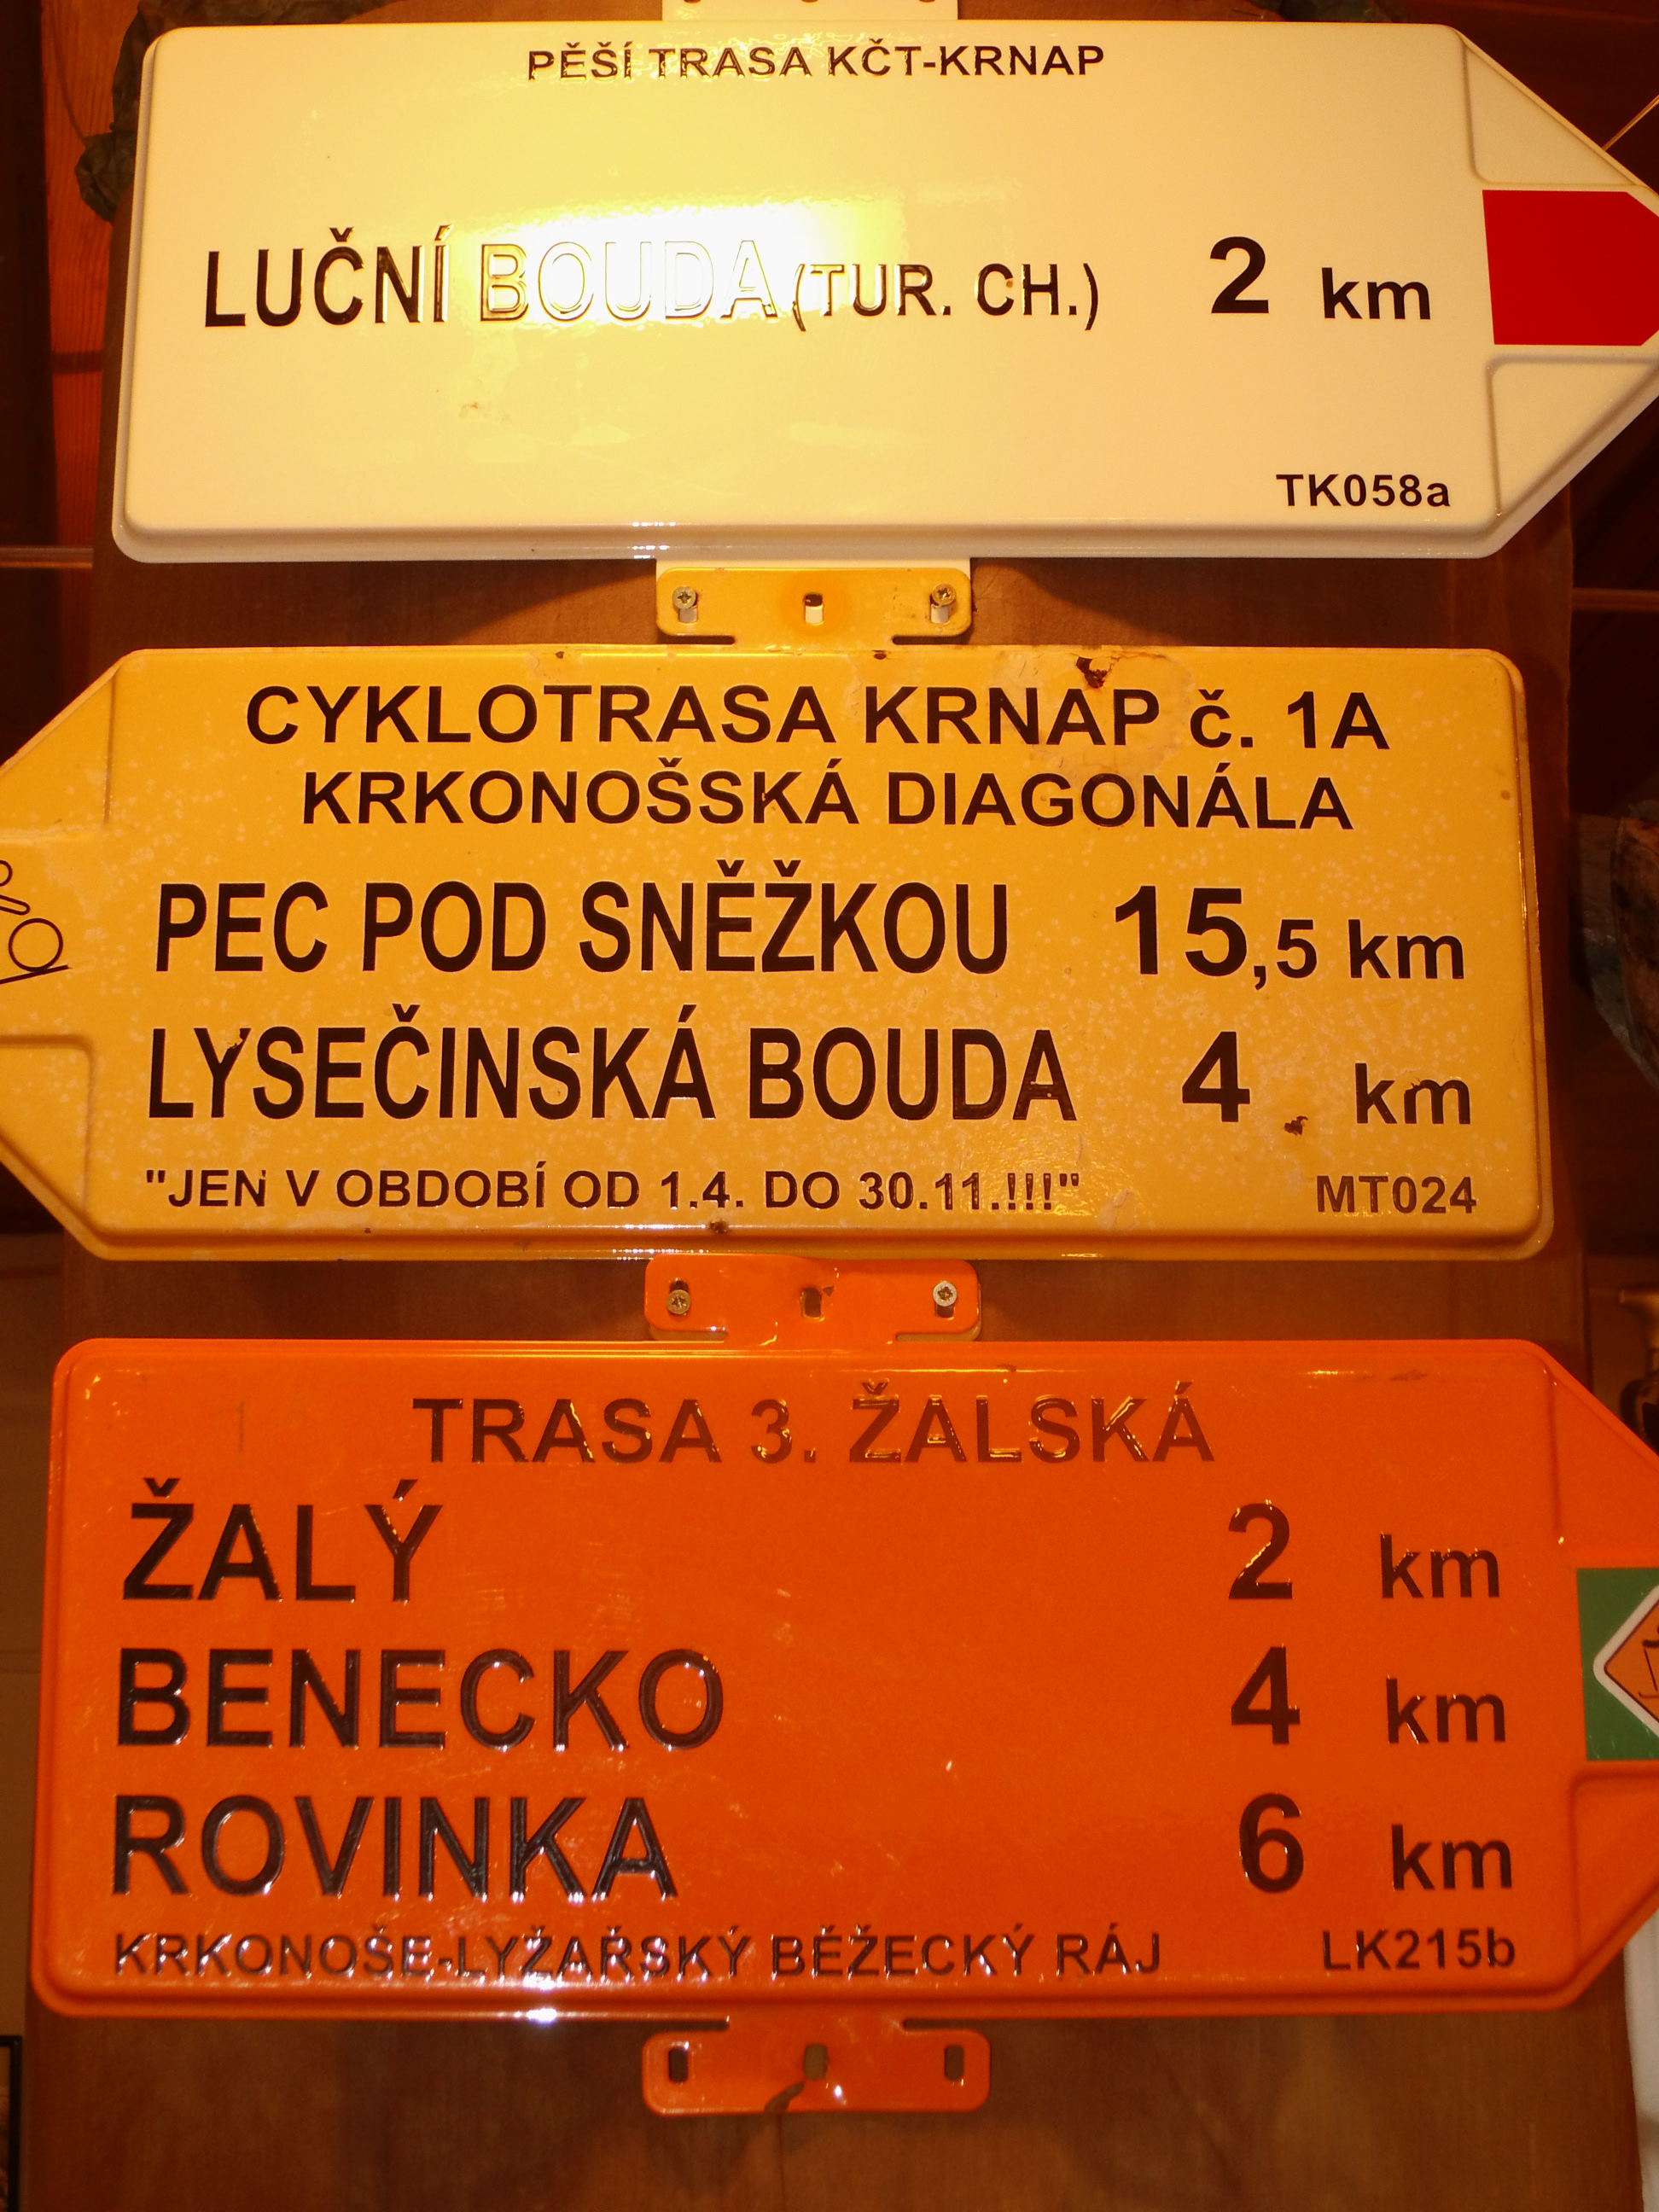 PĚŠÍ TRASA KČT-KRNAP
LUČNÍ BOUDA (TUR. CH.) 2 km
TK058a
CYKLOTRASA KRNAP č. 1A
KRKONOŠSKÁ DIAGONÁLA
PEC POD SNĚŽKOU 15,5 km
LYSEČINSKÁ BOUDA 4 km
"JEN V OBDOBÍ OD 1.4. DO 30.11.!!!" MT024
TRASA 3. ŽALSKÁ
ŽALÝ 2 km
BENECKO 4 km
ROVINKA 6 km
KRKONOŠE-LYŽAŘSKÝ BĚŽECKÝ RÁJ LK215b